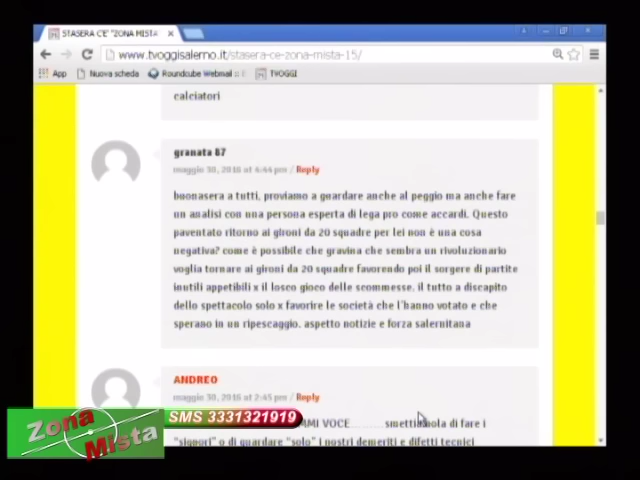 STASERA C'E' "ZONA MISTA
www.tvoggisalerno.it/stasera-ce-zona-mista-15/
App Nuova scheda Roundcube Webmail :: E TVOGGI
calciatori
granata 87
maggio 30, 2016 at 4:44 pm / Reply
buonasera a tutti, proviamo a guardare anche al peggio ma anche fare
un analisi con una persona esperta di lega pro come accardi. Questo
paventato ritorno ai gironi da 20 squadre per lei non è una cosa
negativa? come è possibile che gravina che sembra un rivoluzionario
voglia tornare ai gironi da 20 squadre favorendo poi il sorgere di partite
inutili appetibili x il losco gioco delle scommesse. il tutto a discapito
dello spettacolo solo x favorire le società che l'hanno votato e che
sperano in un ripescaggio. aspetto notizie e forza salernitana
ANDREO
maggio 30, 2016 at 2:45 pm / Reply
AMMI VOCE............smettiamola di fare i
"signori" o di guardare "solo" i nostri demeriti e difetti tecnici
Zona
Mista
SMS 3331321919